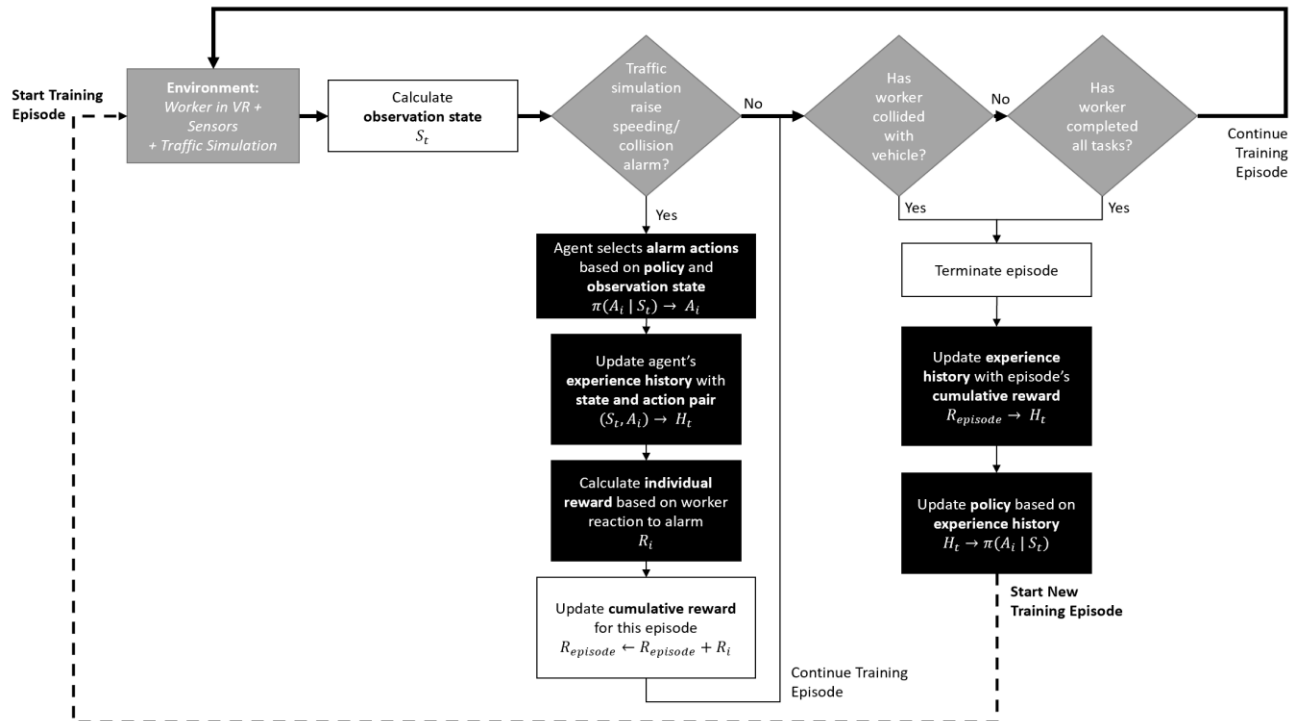 Start Training
Episode
Environment:
Worker in VR +
Sensors
+ Traffic Simulation
Calculate
observation state
S_t
Traffic
simulation
raise
speeding/
collision
alarm?
No
Has
worker
collided
with
vehicle?
No
Has
worker
completed
all tasks?
Continue
Training
Episode
Yes
Agent selects alarm actions
based on policy and
observation state
π(A_i | S_t) → A_i
Update agent's
experience history with
state and action pair
(S_t, A_i) → H_t
Calculate individual
reward based on worker
reaction to alarm
R_i
Update cumulative reward
for this episode
R_episode ← R_episode + R_i
Continue Training
Episode
Yes
Yes
Terminate episode
Update experience
history with episode's
cumulative reward
R_episode → H_t
Update policy based on
experience history
H_t → π(A_i | S_t)
Start New
Training Episode